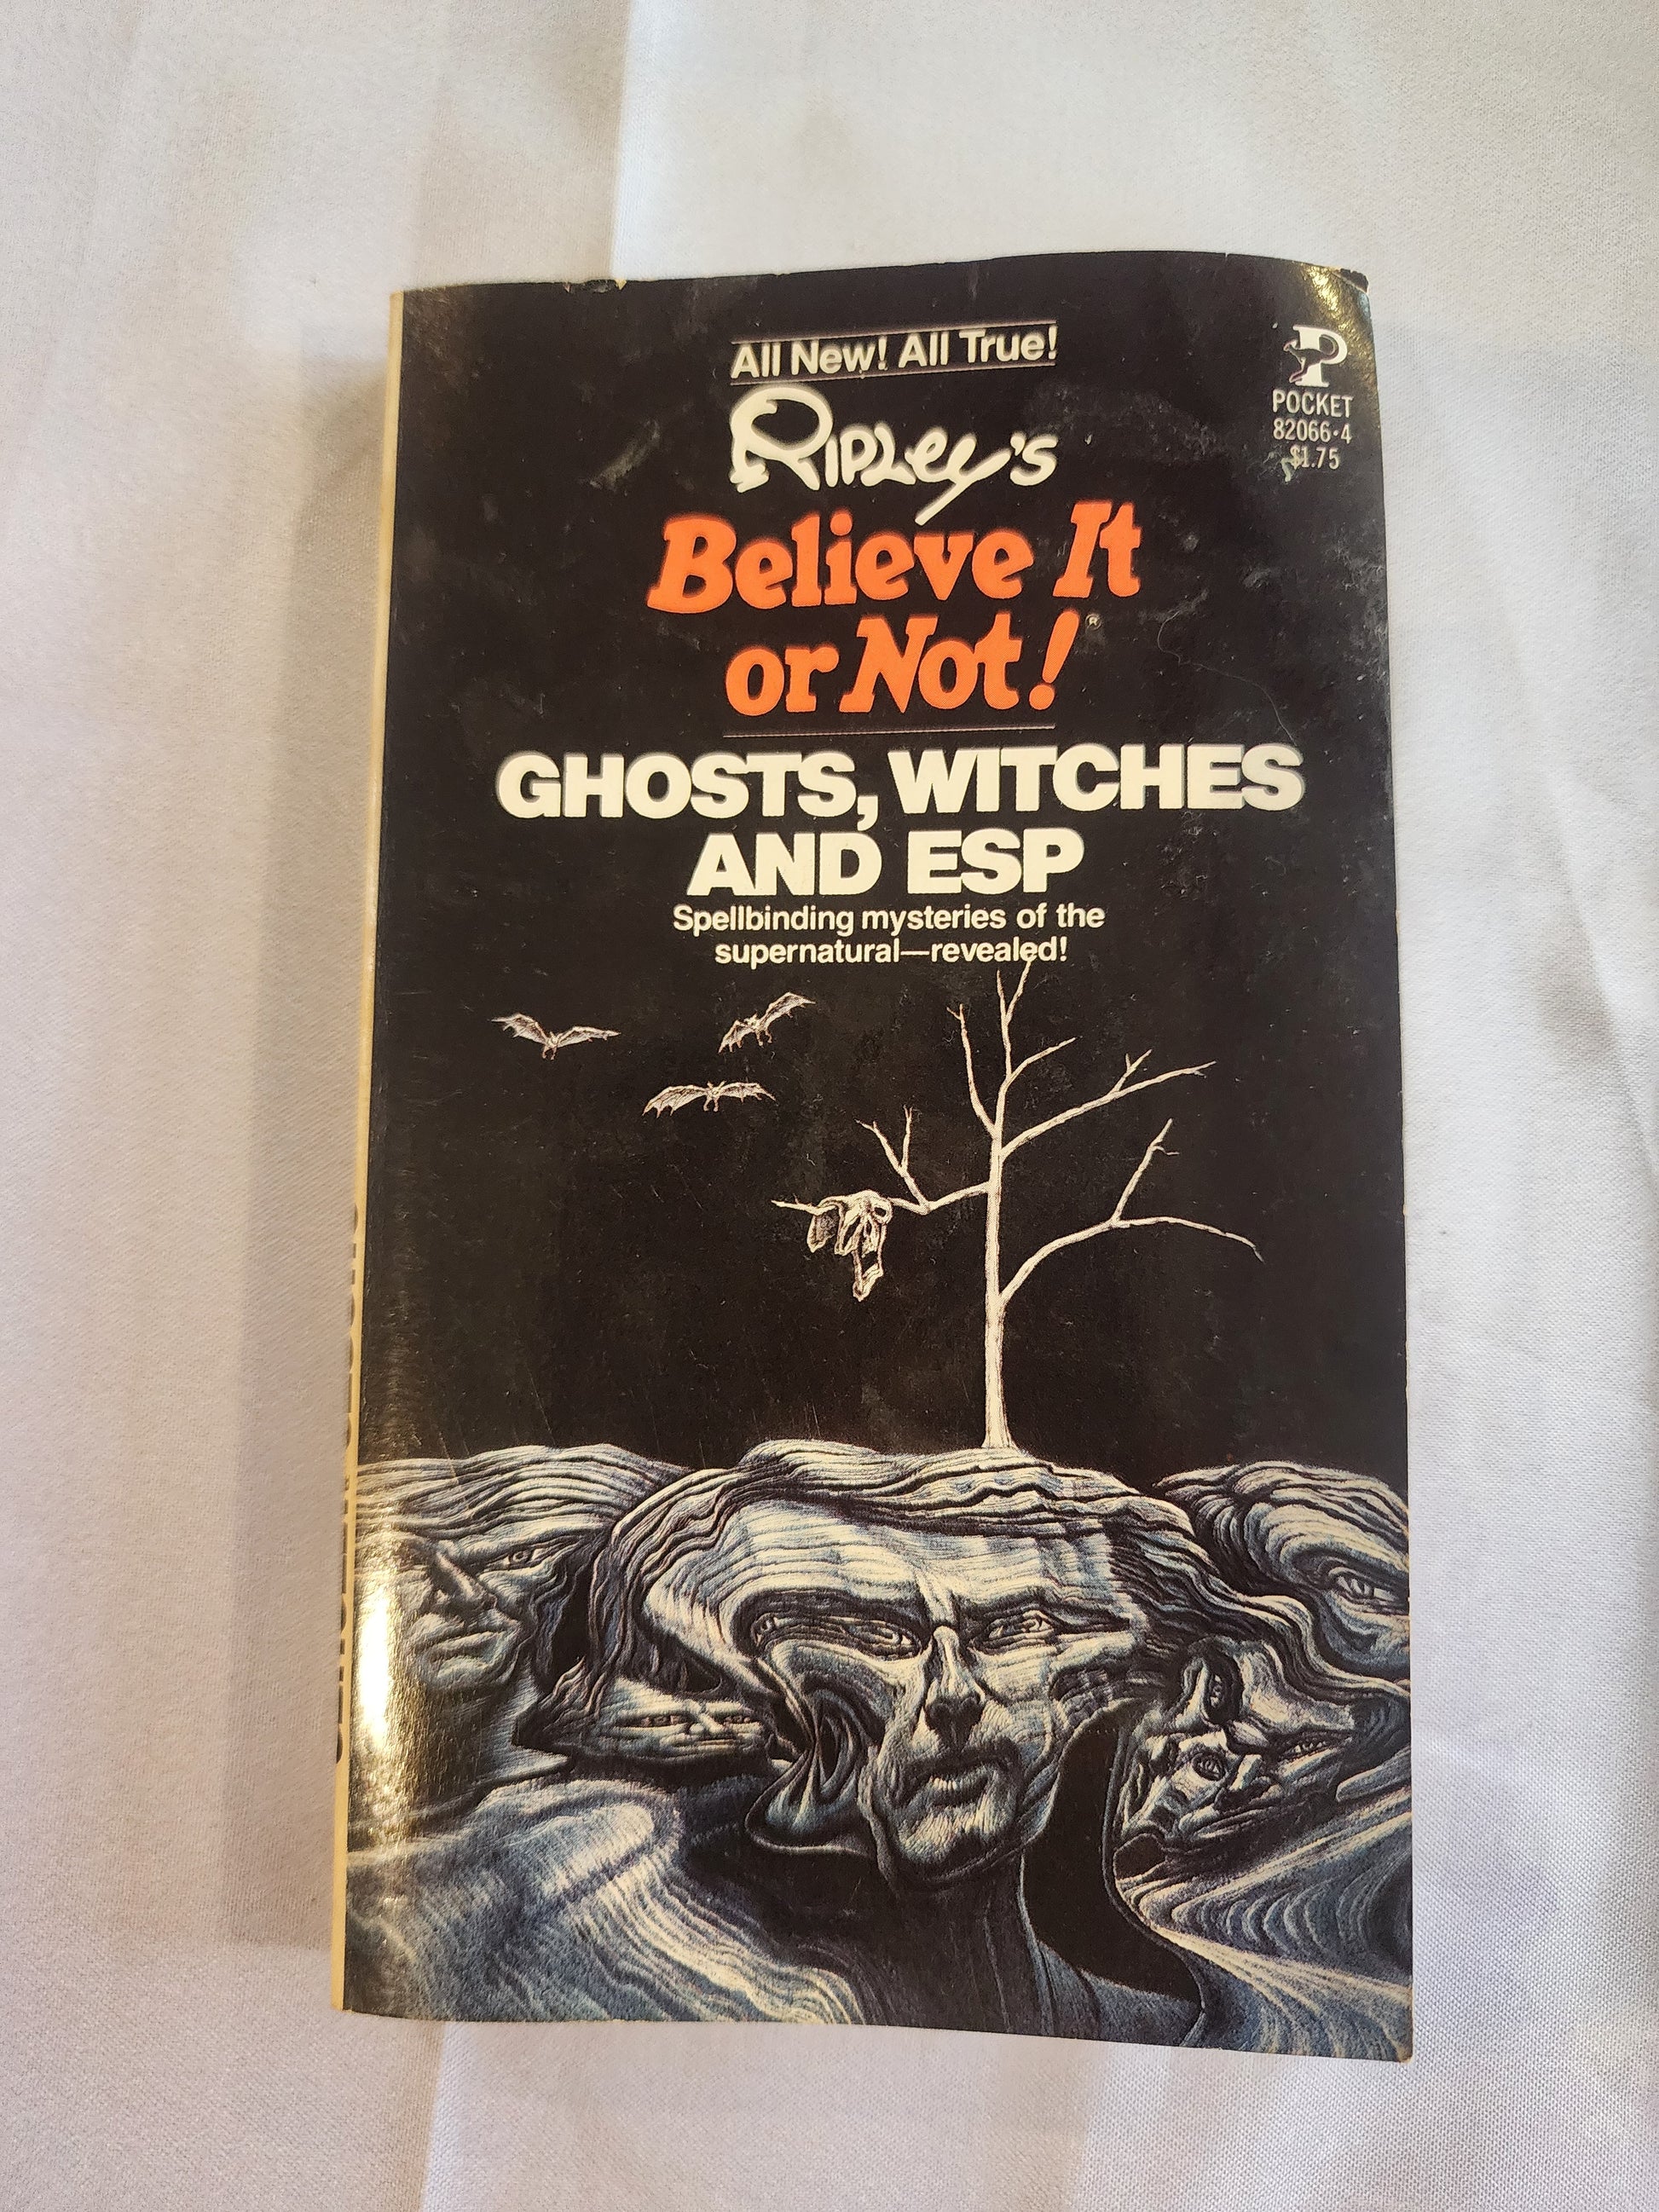 All New! All True!
RIPLEY'S
Believe It
or Not!®
GHOSTS, WITCHES
AND ESP
Spellbinding mysteries of the
supernatural—revealed!
P
POCKET
82066·4
$1.75